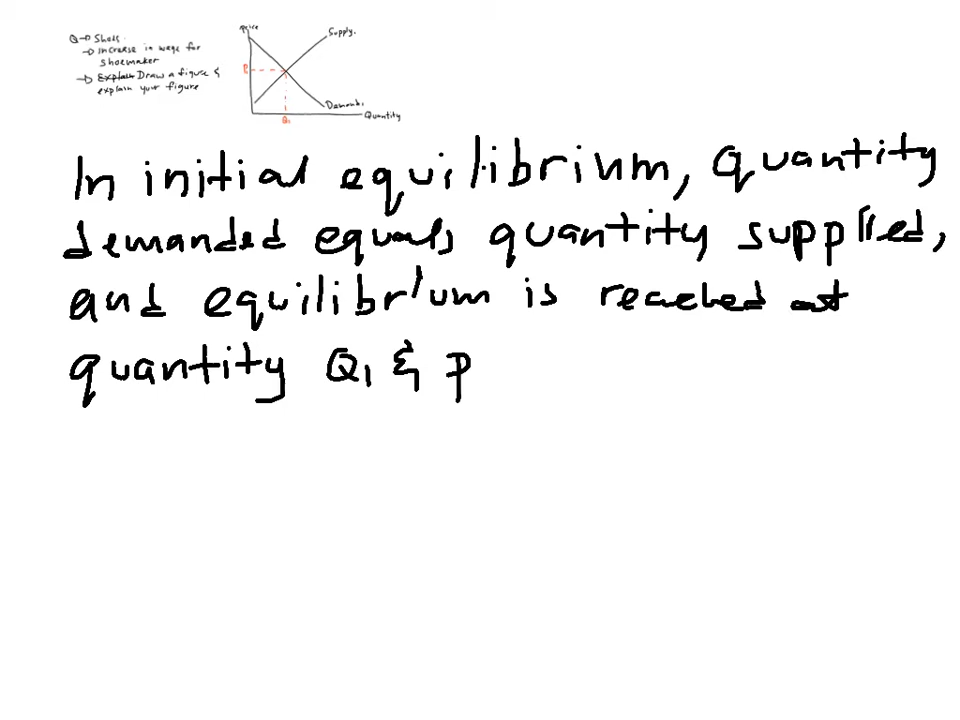 Q → Shoes.
→ Increase in wage for
shoemaker
→ Draw a figure &
explain your figure
Price
Supply.
P
Demand.
Q1
Quantity
In initial equilibrium, quantity
demanded equals quantity supplied,
and equilibrium is reached at
quantity Q1 & p